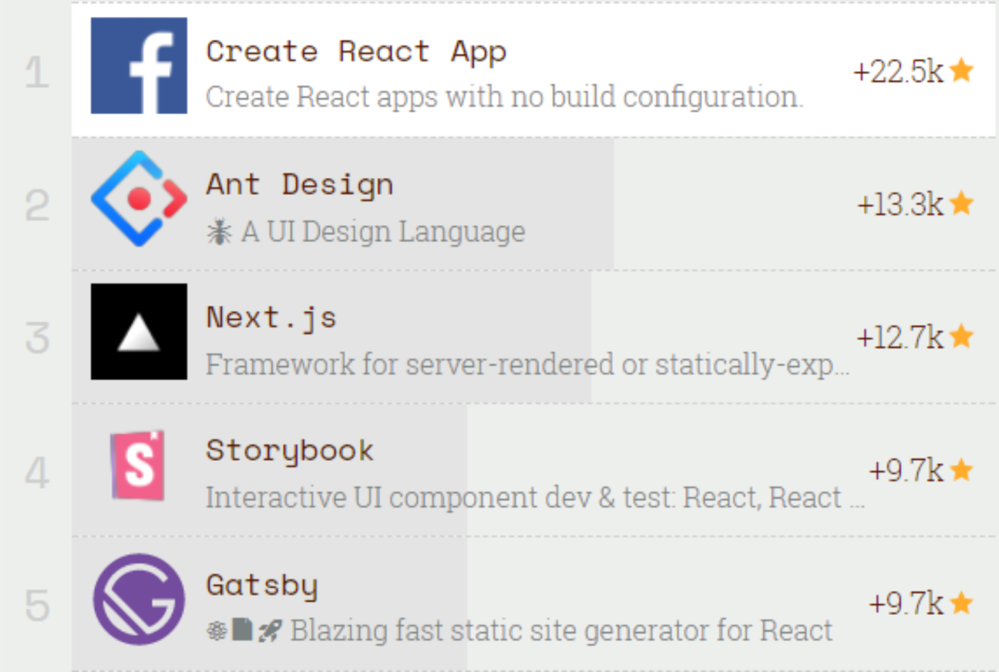 1
Create React App
Create React apps with no build configuration.
+22.5k
2
Ant Design
🐜 A UI Design Language
+13.3k
3
Next.js
Framework for server-rendered or statically-exp...
+12.7k
4
S
Storybook
Interactive UI component dev & test: React, React ...
+9.7k
5
Gatsby
⚛📄🚀 Blazing fast static site generator for React
+9.7k